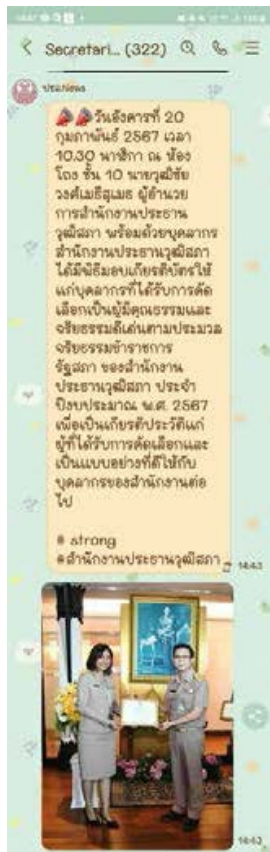 Secretari... (322)
ประNews
วันอังคารที่ 20
กุมภาพันธ์ 2567 เวลา
10.30 นาฬิกา ณ ห้อง
โถง ชั้น 10 นายวุฒิชัย
วงศ์เมธีสุเมธ ผู้อำนวย
การสำนักงานประธาน
วุฒิสภา พร้อมด้วยบุคลากร
สำนักงานประธานวุฒิสภา
ได้มีพิธีมอบเกียรติบัตรให้
แก่บุคลากรที่ได้รับการคัด
เลือกเป็นผู้มีคุณธรรมและ
จริยธรรมดีเด่นตามประมวล
จริยธรรมข้าราชการ
รัฐสภา ของสำนักงาน
ประธานวุฒิสภา ประจำ
ปีงบประมาณ พ.ศ. 2567
เพื่อเป็นเกียรติประวัติแก่
ผู้ที่ได้รับการคัดเลือกและ
เป็นแบบอย่างที่ดีให้กับ
บุคลากรของสำนักงานต่อ
ไป
# strong
#สำนักงานประธานวุฒิสภา
14:43
14:43